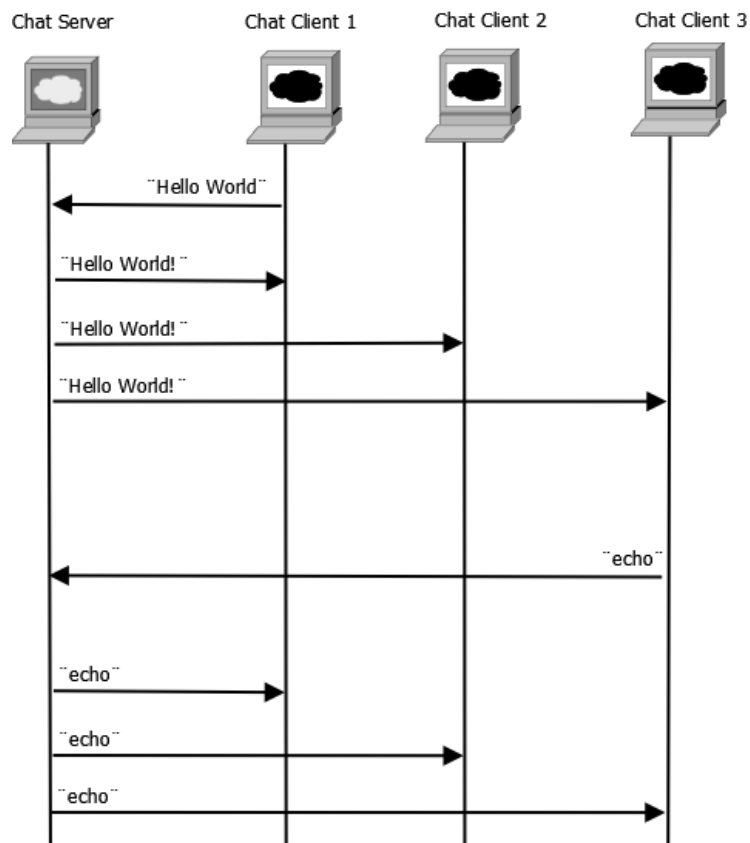 Chat Server
Chat Client 1
Chat Client 2
Chat Client 3
¨Hello World¨
¨Hello World! ¨
¨Hello World! ¨
¨Hello World! ¨
¨echo¨
¨echo¨
¨echo¨
¨echo¨